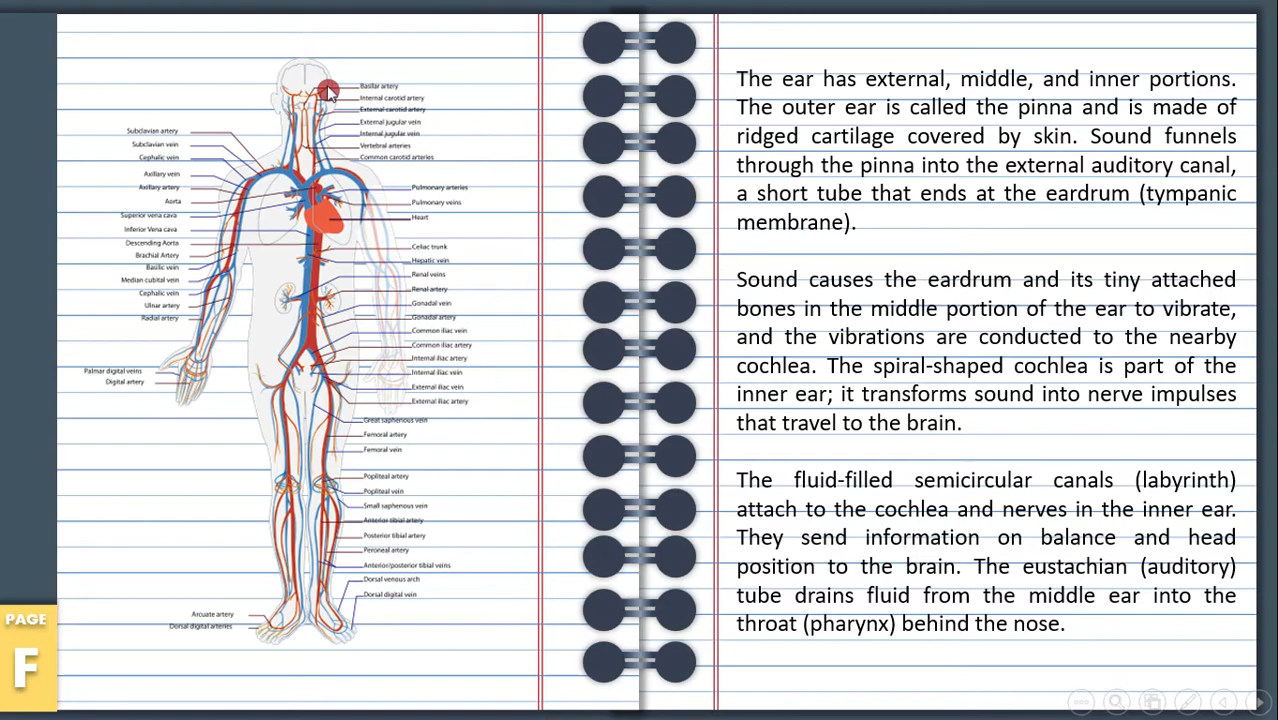 Basilar artery
Internal carotid artery
External carotid artery
External jugular vein
Internal jugular vein
Vertebral arteries
Common carotid arteries
Subclavian artery
Subclavian vein
Cephalic vein
Axillary vein
Axillary artery
Aorta
Superior vena cava
Inferior Vena cava
Descending Aorta
Brachial Artery
Basilic vein
Median cubital vein
Cephalic vein
Ulnar artery
Radial artery
Palmar digital veins
Digital artery
Pulmonary arteries
Pulmonary veins
Heart
Celiac trunk
Hepatic vein
Renal veins
Renal artery
Gonadal vein
Gonadal artery
Common iliac vein
Common iliac artery
Internal iliac artery
Internal iliac vein
External iliac vein
External iliac artery
Great saphenous vein
Femoral artery
Femoral vein
Popliteal artery
Popliteal vein
Small saphenous vein
Anterior tibial artery
Posterior tibial artery
Peroneal artery
Anterior/posterior tibial veins
Dorsal venous arch
Dorsal digital vein
Arcuate artery
Dorsal digital arteries
PAGE
F
The ear has external, middle, and inner portions.
The outer ear is called the pinna and is made of
ridged cartilage covered by skin. Sound funnels
through the pinna into the external auditory canal,
a short tube that ends at the eardrum (tympanic
membrane).
Sound causes the eardrum and its tiny attached
bones in the middle portion of the ear to vibrate,
and the vibrations are conducted to the nearby
cochlea. The spiral-shaped cochlea is part of the
inner ear; it transforms sound into nerve impulses
that travel to the brain.
The fluid-filled semicircular canals (labyrinth)
attach to the cochlea and nerves in the inner ear.
They send information on balance and head
position to the brain. The eustachian (auditory)
tube drains fluid from the middle ear into the
throat (pharynx) behind the nose.